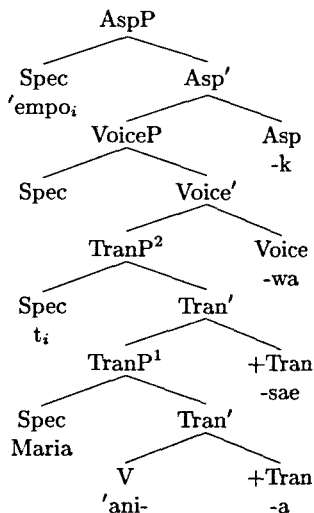 AspP
Spec Asp′
′empoᵢ
VoiceP Asp
-k
Spec Voice′
TranP² Voice
-wa
Spec Tran′
tᵢ
TranP¹ +Tran
-sae
Spec Tran′
Maria
V +Tran
′ani- -a